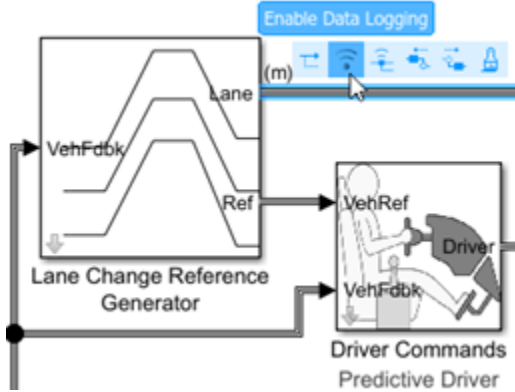 Enable Data Logging
(m)
Lane
VehFdbk
Ref
VehRef
Driver
VehFdbk
Lane Change Reference
Generator
Driver Commands
Predictive Driver